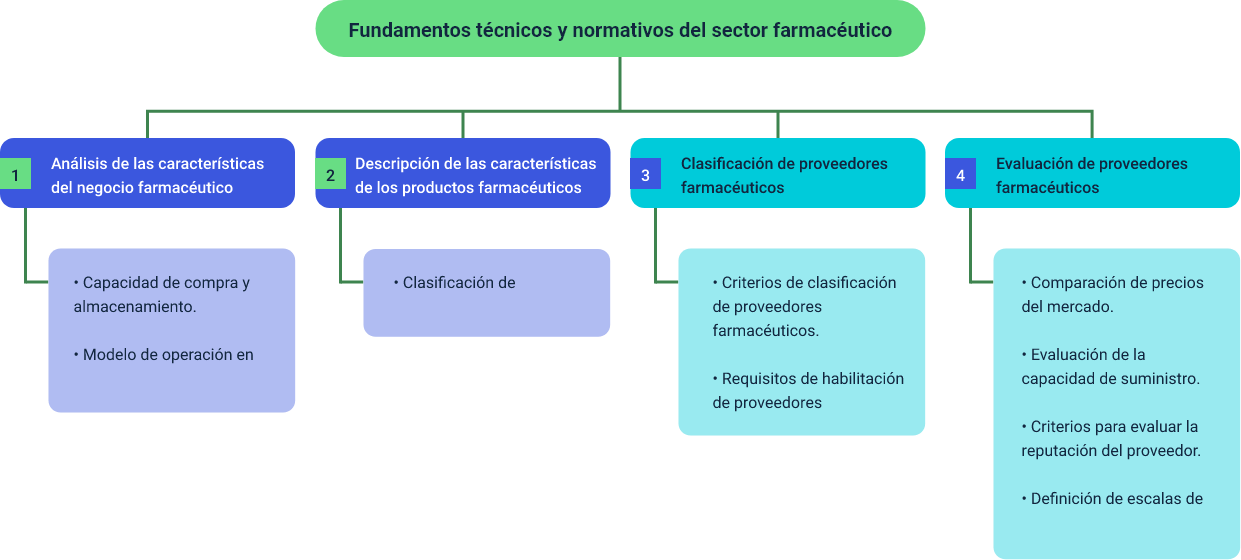 Fundamentos técnicos y normativos del sector farmacéutico
1
Análisis de las características
del negocio farmacéutico
• Capacidad de compra y
almacenamiento.
• Modelo de operación en
2
Descripción de las características
de los productos farmacéuticos
• Clasificación de
3
Clasificación de proveedores
farmacéuticos
• Criterios de clasificación
de proveedores
farmacéuticos.
• Requisitos de habilitación
de proveedores
4
Evaluación de proveedores
farmacéuticos
• Comparación de precios
del mercado.
• Evaluación de la
capacidad de suministro.
• Criterios para evaluar la
reputación del proveedor.
• Definición de escalas de